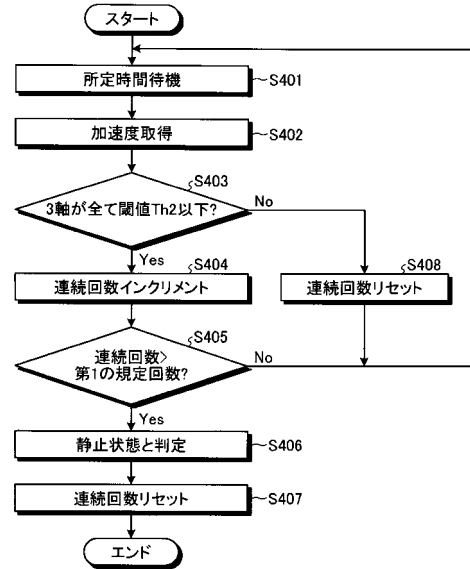 スタート
所定時間待機
S401
加速度取得
S402
S403
3軸が全て閾値Th2以下?
No
Yes
S404
連続回数インクリメント
S408
連続回数リセット
S405
連続回数>
第1の規定回数?
No
Yes
静止状態と判定
S406
連続回数リセット
S407
エンド